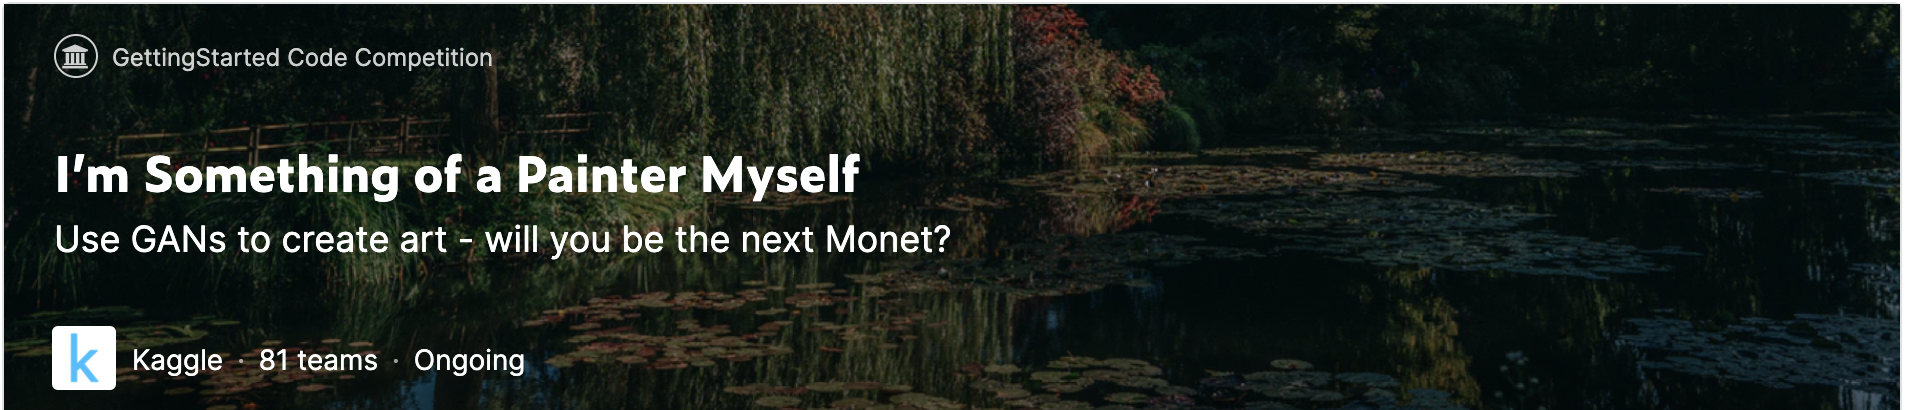 GettingStarted Code Competition
I’m Something of a Painter Myself
Use GANs to create art - will you be the next Monet?
k
Kaggle · 81 teams · Ongoing